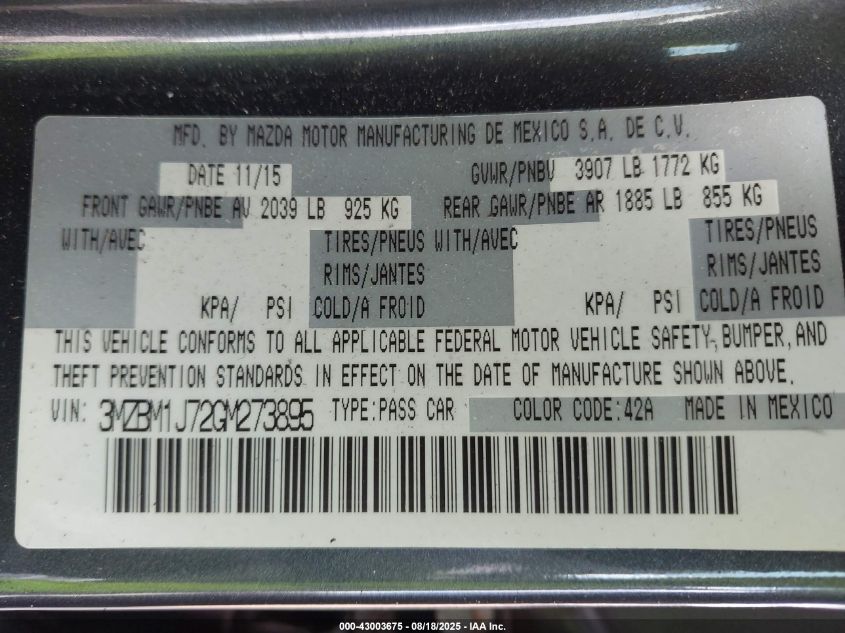 MFD. BY MAZDA MOTOR MANUFACTURING DE MEXICO S.A. DE C.V.
DATE 11/15 GVWR/PNBV 3907 LB 1772 KG
FRONT GAWR/PNBE AV 2039 LB 925 KG REAR GAWR/PNBE AR 1885 LB 855 KG
WITH/AVEC TIRES/PNEUS WITH/AVEC TIRES/PNEUS
RIMS/JANTES RIMS/JANTES
KPA/ PSI COLD/A FROID KPA/ PSI COLD/A FROID
THIS VEHICLE CONFORMS TO ALL APPLICABLE FEDERAL MOTOR VEHICLE SAFETY, BUMPER, AND
THEFT PREVENTION STANDARDS IN EFFECT ON THE DATE OF MANUFACTURE SHOWN ABOVE.
VIN: 3MZBM1J72GM273895 TYPE:PASS CAR COLOR CODE:42A MADE IN MEXICO
000-43003675 - 08/18/2025 - IAA Inc.